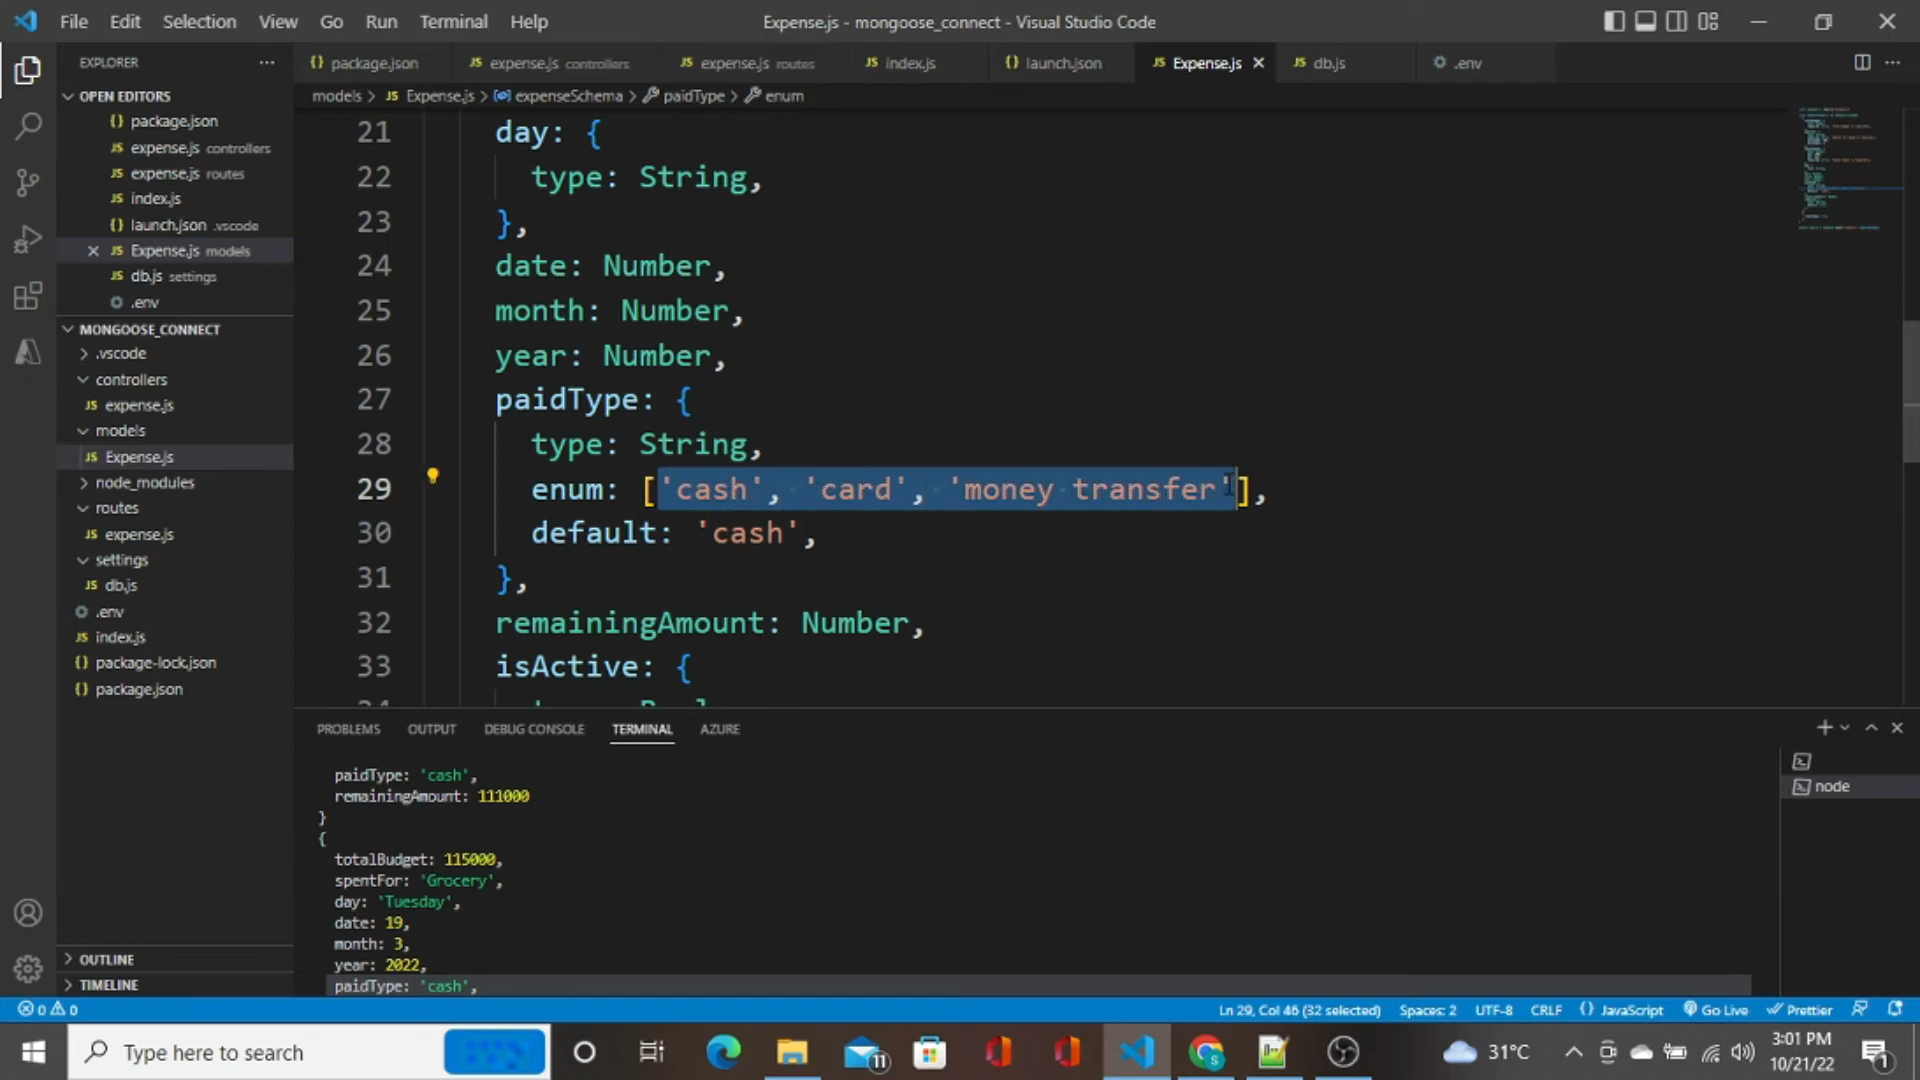 File Edit Selection View Go Run Terminal Help
Expense.js - mongoose_connect - Visual Studio Code
EXPLORER
package.json
expense.js controllers
expense.js routes
index.js
launch.json
Expense.js
db.js
.env
OPEN EDITORS
package.json
expense.js controllers
expense.js routes
index.js
launch.json .vscode
Expense.js models
db.js settings
.env
MONGOOSE_CONNECT
.vscode
controllers
expense.js
models
Expense.js
node_modules
routes
expense.js
settings
db.js
.env
index.js
package-lock.json
package.json
OUTLINE
TIMELINE
models > JS Expense.js > expenseSchema > paidType > enum
21 day: {
22 type: String,
23 },
24 date: Number,
25 month: Number,
26 year: Number,
27 paidType: {
28 type: String,
29 enum: ['cash', 'card', 'money transfer'],
30 default: 'cash',
31 },
32 remainingAmount: Number,
33 isActive: {
PROBLEMS OUTPUT DEBUG CONSOLE TERMINAL AZURE
paidType: 'cash',
remainingAmount: 111000
}
{
totalBudget: 115000,
spentFor: 'Grocery',
day: 'Tuesday',
date: 19,
month: 3,
year: 2022,
paidType: 'cash',
node
0 0
Ln 29, Col 46 (32 selected) Spaces: 2 UTF-8 CRLF {} JavaScript Go Live Prettier
Type here to search
11
31°C
3:01 PM
10/21/22
1